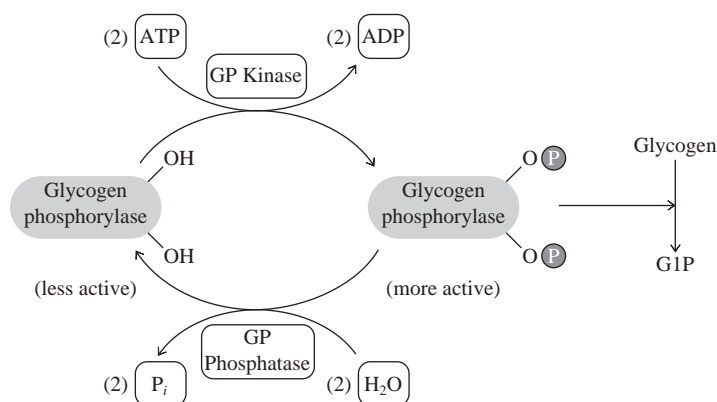 (2) ATP
(2) ADP
GP Kinase
OH
Glycogen
phosphorylase
OH
(less active)
O P
Glycogen
phosphorylase
O P
(more active)
Glycogen
G1P
GP
Phosphatase
(2) Pᵢ
(2) H₂O